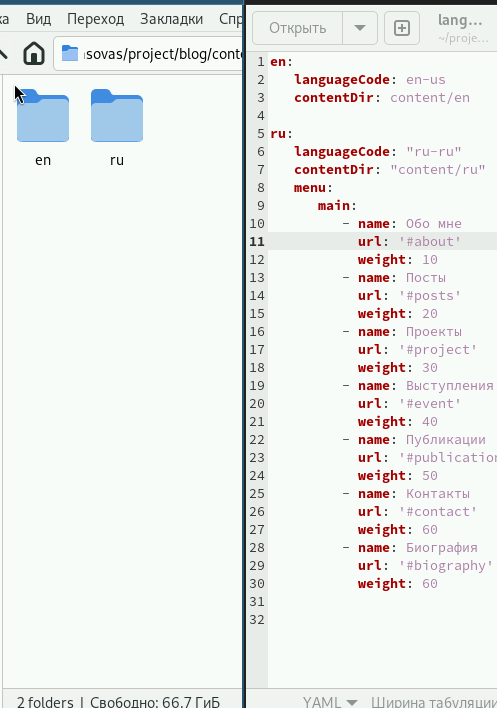 ка Вид Переход Закладки Спр
sovas/project/blog/conte
en
ru
2 folders | Свободно: 66,7 ГиБ
Открыть
lang…
~/proje…
1 en:
2 languageCode: en-us
3 contentDir: content/en
4
5 ru:
6 languageCode: "ru-ru"
7 contentDir: "content/ru"
8 menu:
9 main:
10 - name: Обо мне
11 url: '#about'
12 weight: 10
13 - name: Посты
14 url: '#posts'
15 weight: 20
16 - name: Проекты
17 url: '#project'
18 weight: 30
19 - name: Выступления
20 url: '#event'
21 weight: 40
22 - name: Публикации
23 url: '#publication
24 weight: 50
25 - name: Контакты
26 url: '#contact'
27 weight: 60
28 - name: Биография
29 url: '#biography'
30 weight: 60
31
32
YAML Ширина табуляции